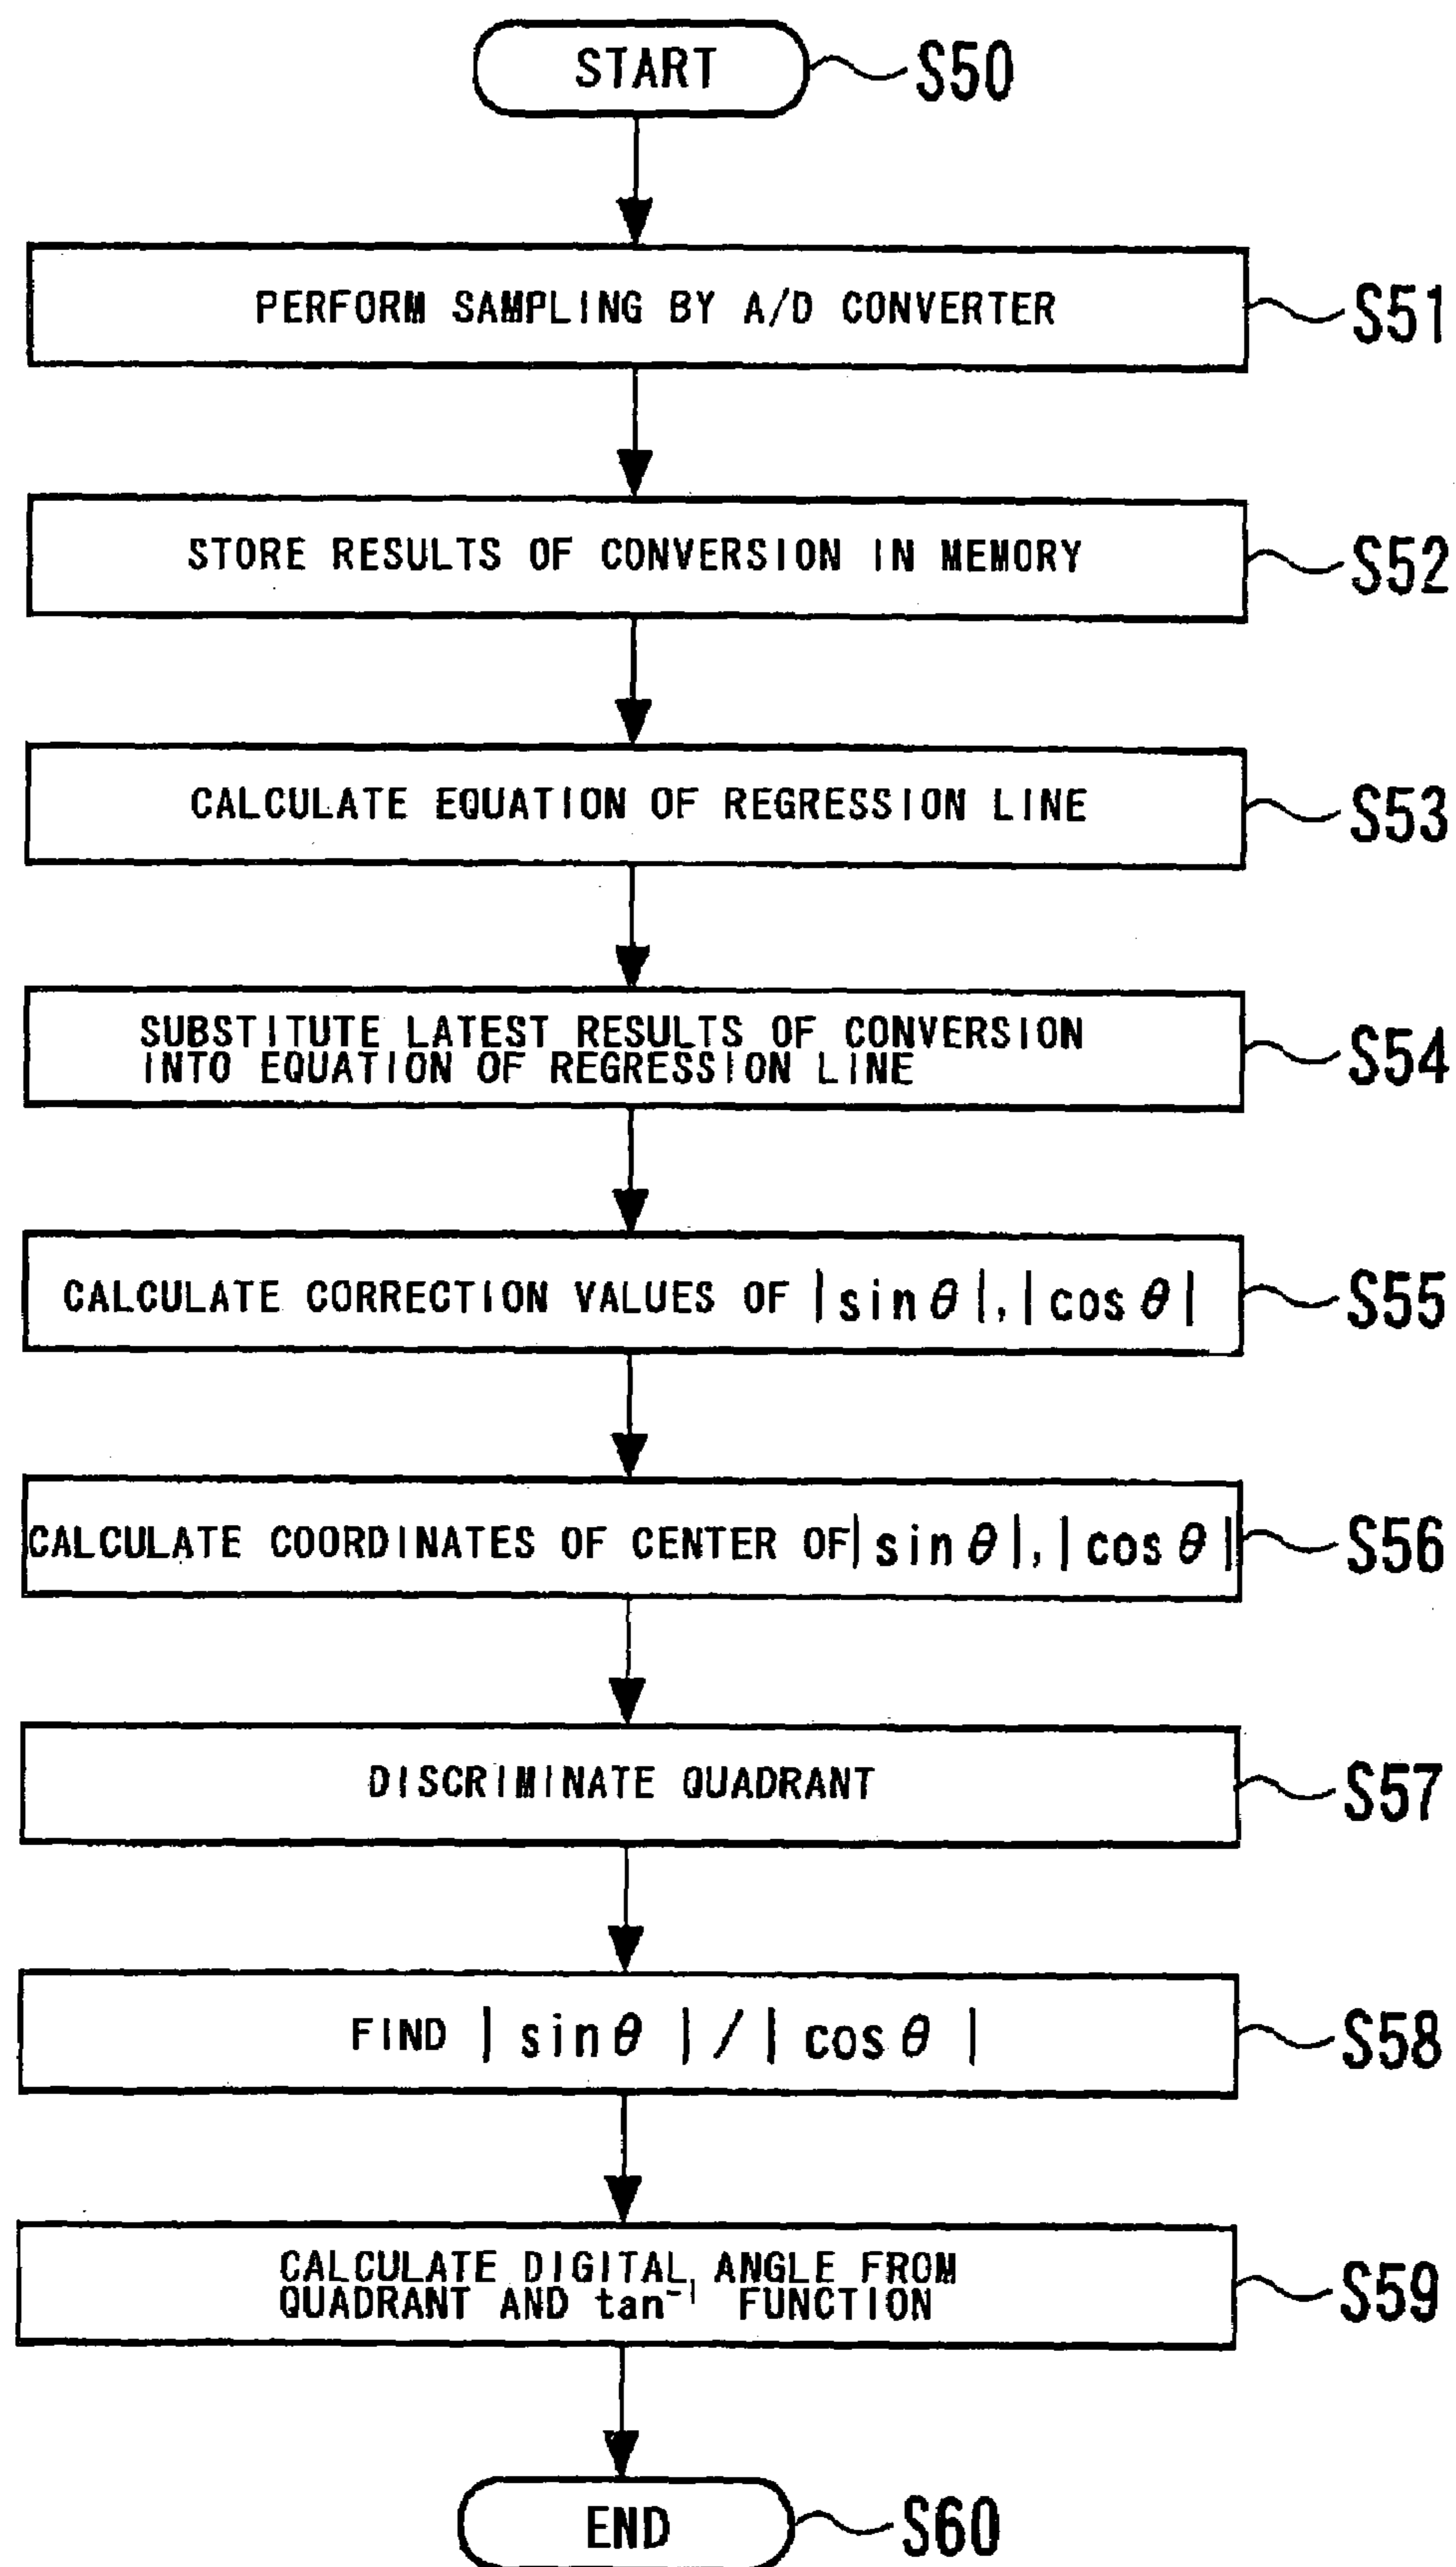 START S50
PERFORM SAMPLING BY A/D CONVERTER S51
STORE RESULTS OF CONVERSION IN MEMORY S52
CALCULATE EQUATION OF REGRESSION LINE S53
SUBSTITUTE LATEST RESULTS OF CONVERSION
INTO EQUATION OF REGRESSION LINE S54
CALCULATE CORRECTION VALUES OF |sinθ|,|cosθ| S55
CALCULATE COORDINATES OF CENTER OF|sinθ|,|cosθ| S56
DISCRIMINATE QUADRANT S57
FIND |sinθ|/|cosθ| S58
CALCULATE DIGITAL ANGLE FROM
QUADRANT AND tan⁻¹ FUNCTION S59
END S60